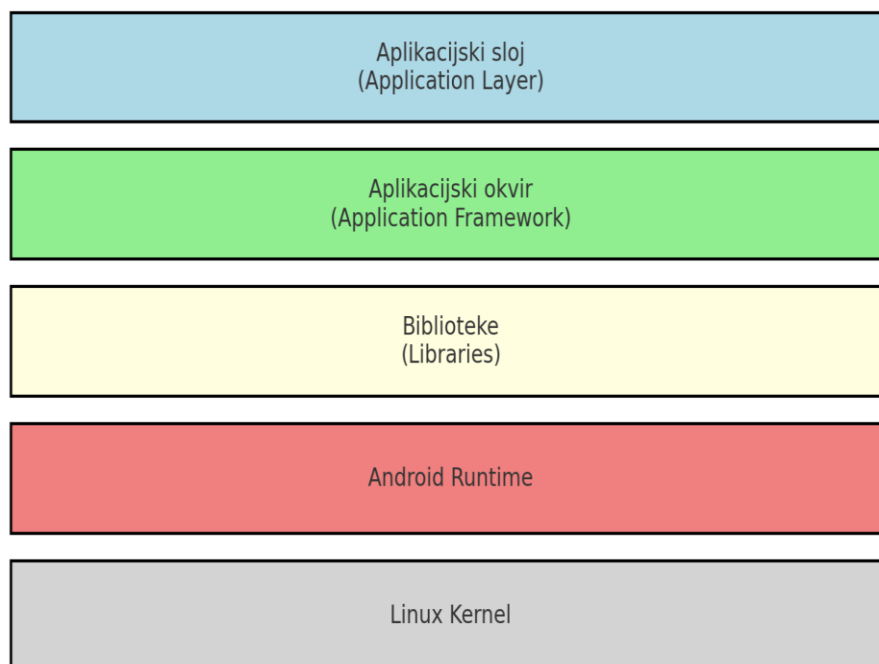 Aplikacijski sloj
(Application Layer)
Aplikacijski okvir
(Application Framework)
Biblioteke
(Libraries)
Android Runtime
Linux Kernel